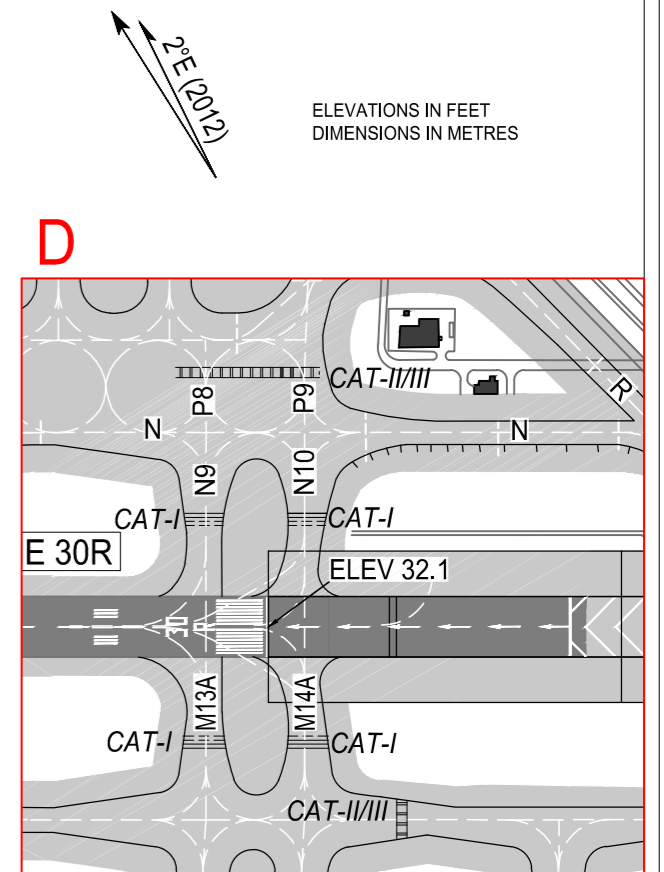 2°E (2012)
ELEVATIONS IN FEET
DIMENSIONS IN METRES
D
CAT-II/III
P8
P9
R
N
N
N9
N10
CAT-I
CAT-I
E 30R
ELEV 32.1
30
R
M13A
M14A
CAT-I
CAT-I
CAT-II/III